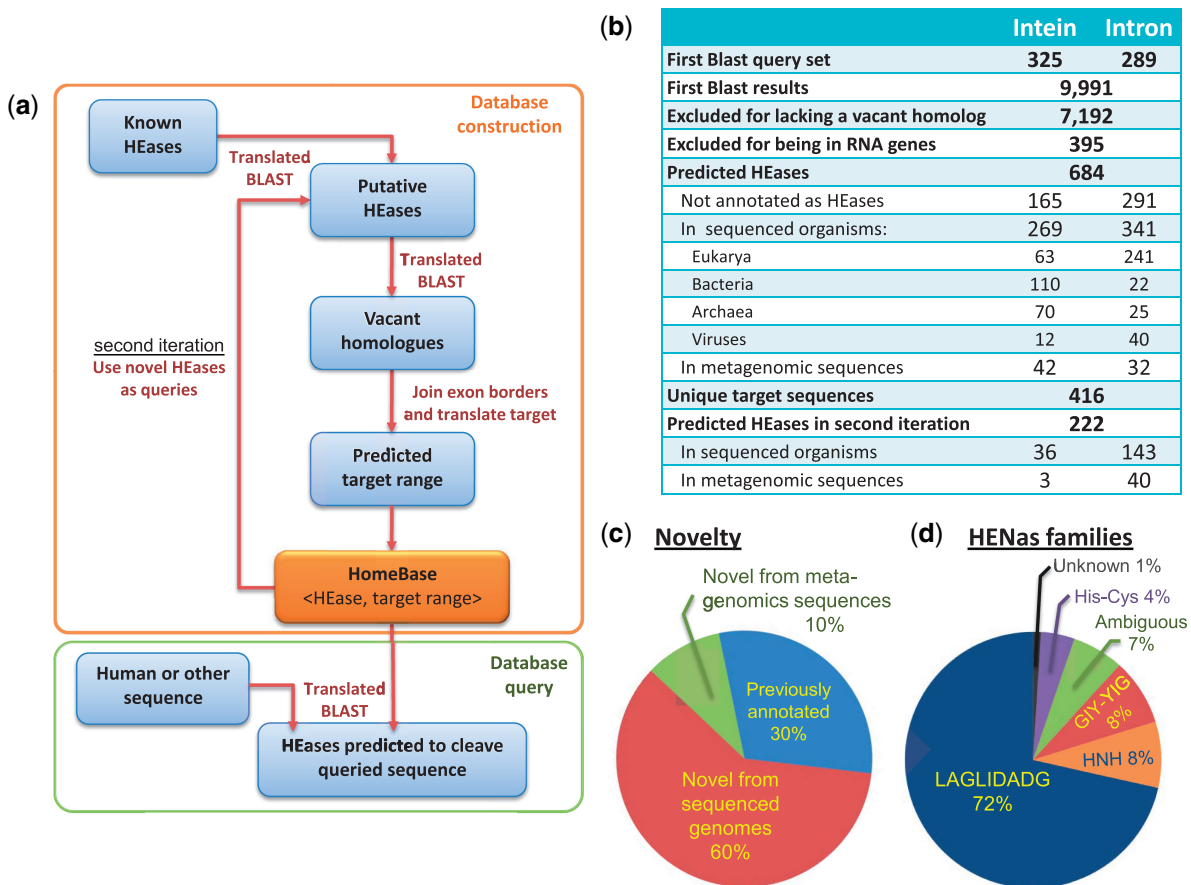 (a)
Database
construction
Known
HEases
Translated
BLAST
Putative
HEases
Translated
BLAST
Vacant
homologues
second iteration
Use novel HEases
as queries
Join exon borders
and translate target
Predicted
target range
HomeBase
<HEase, target range>
Database
query
Human or other
sequence
Translated
BLAST
HEases predicted to cleave
queried sequence
(b)
Intein Intron
First Blast query set 325 289
First Blast results 9,991
Excluded for lacking a vacant homolog 7,192
Excluded for being in RNA genes 395
Predicted HEases 684
Not annotated as HEases 165 291
In sequenced organisms: 269 341
Eukarya 63 241
Bacteria 110 22
Archaea 70 25
Viruses 12 40
In metagenomic sequences 42 32
Unique target sequences 416
Predicted HEases in second iteration 222
In sequenced organisms 36 143
In metagenomic sequences 3 40
(c) Novelty
Novel from meta-
genomics sequences
10%
Previously
annotated
30%
Novel from
sequenced
genomes
60%
(d) HENas families
Unknown 1%
His-Cys 4%
Ambiguous
7%
GIY-YIG
8%
HNH 8%
LAGLIDADG
72%